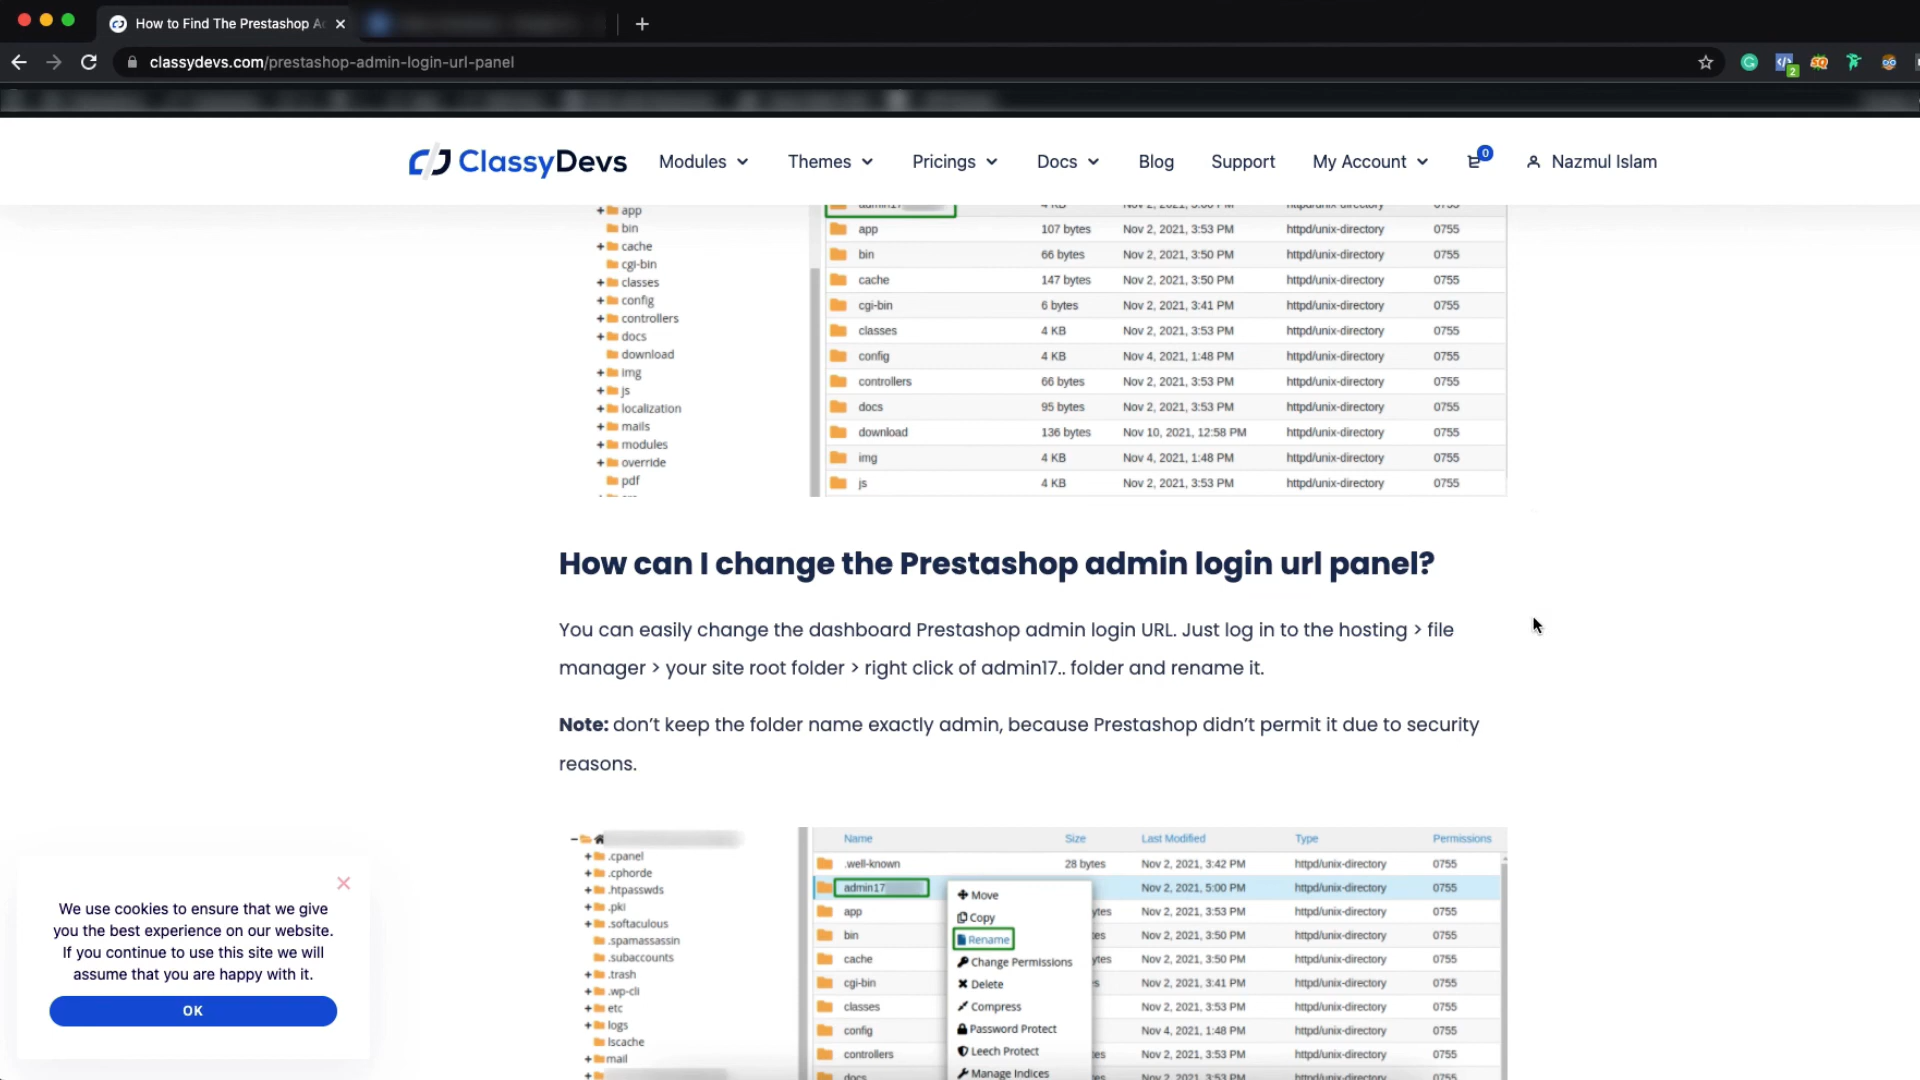 How to Find The Prestashop A
classydevs.com/prestashop-admin-login-url-panel
2
ClassyDevs Modules Themes Pricings Docs Blog Support My Account 0 Nazmul Islam
app
bin
cache
cgi-bin
classes
config
controllers
docs
download
img
js
localization
mails
modules
override
pdf
app 107 bytes Nov 2, 2021, 3:53 PM httpd/unix-directory 0755
bin 66 bytes Nov 2, 2021, 3:50 PM httpd/unix-directory 0755
cache 147 bytes Nov 2, 2021, 3:50 PM httpd/unix-directory 0755
cgi-bin 6 bytes Nov 2, 2021, 3:41 PM httpd/unix-directory 0755
classes 4 KB Nov 2, 2021, 3:53 PM httpd/unix-directory 0755
config 4 KB Nov 4, 2021, 1:48 PM httpd/unix-directory 0755
controllers 66 bytes Nov 2, 2021, 3:53 PM httpd/unix-directory 0755
docs 95 bytes Nov 2, 2021, 3:53 PM httpd/unix-directory 0755
download 136 bytes Nov 10, 2021, 12:58 PM httpd/unix-directory 0755
img 4 KB Nov 4, 2021, 1:48 PM httpd/unix-directory 0755
js 4 KB Nov 2, 2021, 3:53 PM httpd/unix-directory 0755
How can I change the Prestashop admin login url panel?
You can easily change the dashboard Prestashop admin login URL. Just log in to the hosting > file
manager > your site root folder > right click of admin17.. folder and rename it.
Note: don't keep the folder name exactly admin, because Prestashop didn't permit it due to security
reasons.
.cpanel
.cphorde
.htpasswds
.pki
.softaculous
.spamassassin
.subaccounts
.trash
.wp-cli
etc
logs
lscache
mail
Name Size Last Modified Type Permissions
.well-known 28 bytes Nov 2, 2021, 3:42 PM httpd/unix-directory 0755
admin17 Nov 2, 2021, 5:00 PM httpd/unix-directory 0755
app ytes Nov 2, 2021, 3:53 PM httpd/unix-directory 0755
bin es Nov 2, 2021, 3:50 PM httpd/unix-directory 0755
cache ytes Nov 2, 2021, 3:50 PM httpd/unix-directory 0755
cgi-bin s Nov 2, 2021, 3:41 PM httpd/unix-directory 0755
classes Nov 2, 2021, 3:53 PM httpd/unix-directory 0755
config Nov 4, 2021, 1:48 PM httpd/unix-directory 0755
controllers es Nov 2, 2021, 3:53 PM httpd/unix-directory 0755
docs es Nov 2, 2021, 3:53 PM httpd/unix-directory 0755
Move
Copy
Rename
Change Permissions
Delete
Compress
Password Protect
Leech Protect
Manage Indices
We use cookies to ensure that we give
you the best experience on our website.
If you continue to use this site we will
assume that you are happy with it.
OK